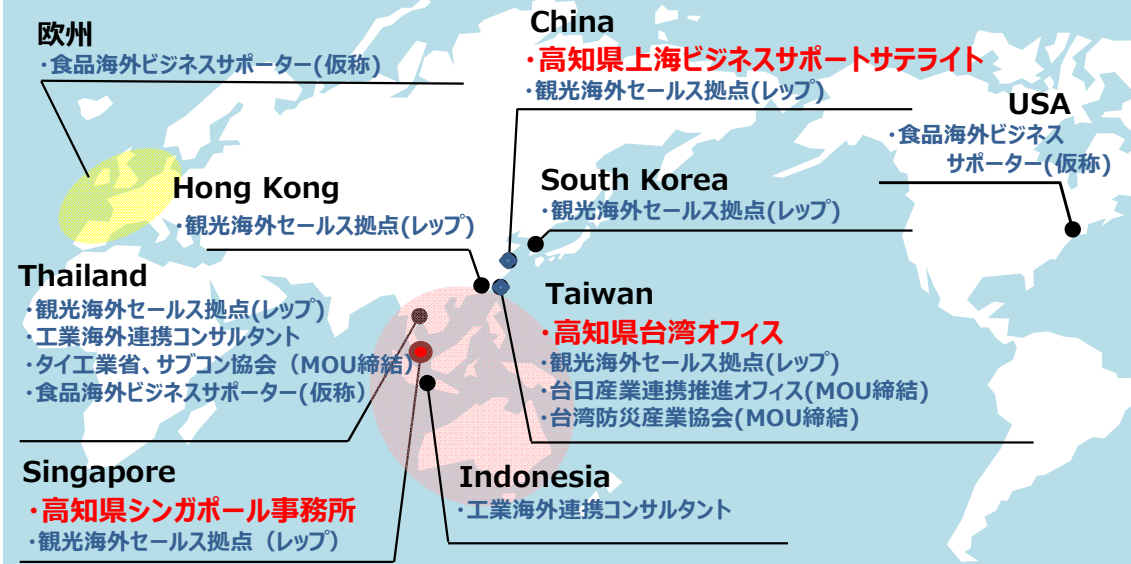 欧州
・食品海外ビジネスサポーター(仮称)
China
・高知県上海ビジネスサポートサテライト
・観光海外セールス拠点(レップ)
USA
・食品海外ビジネス
サポーター(仮称)
Hong Kong
・観光海外セールス拠点(レップ)
South Korea
・観光海外セールス拠点(レップ)
Thailand
・観光海外セールス拠点(レップ)
・工業海外連携コンサルタント
・タイ工業省、サブコン協会（MOU締結）
・食品海外ビジネスサポーター(仮称)
Taiwan
・高知県台湾オフィス
・観光海外セールス拠点(レップ)
・台日産業連携推進オフィス(MOU締結)
・台湾防災産業協会(MOU締結)
Singapore
・高知県シンガポール事務所
・観光海外セールス拠点（レップ）
Indonesia
・工業海外連携コンサルタント